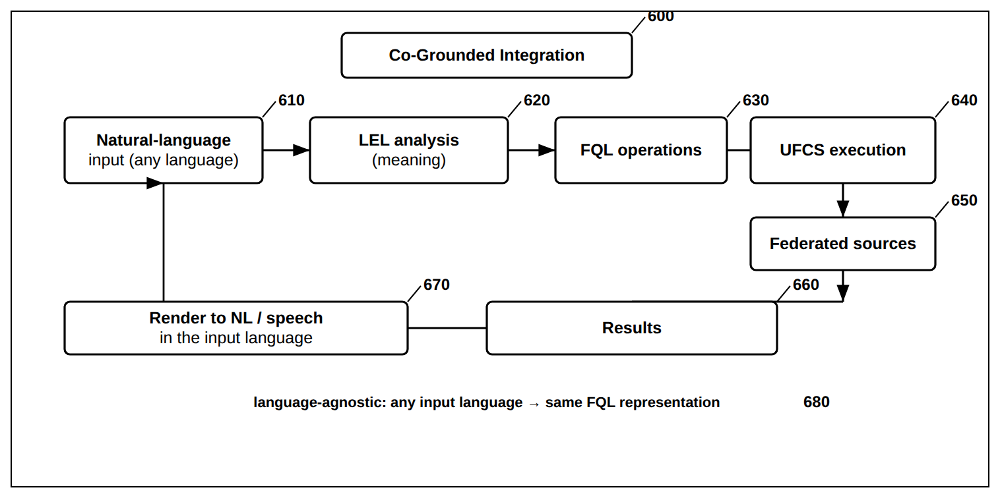 600
Co-Grounded Integration
610
620
630
640
Natural-language
input (any language)
LEL analysis
(meaning)
FQL operations
UFCS execution
650
Federated sources
670
660
Render to NL / speech
in the input language
Results
language-agnostic: any input language → same FQL representation
680